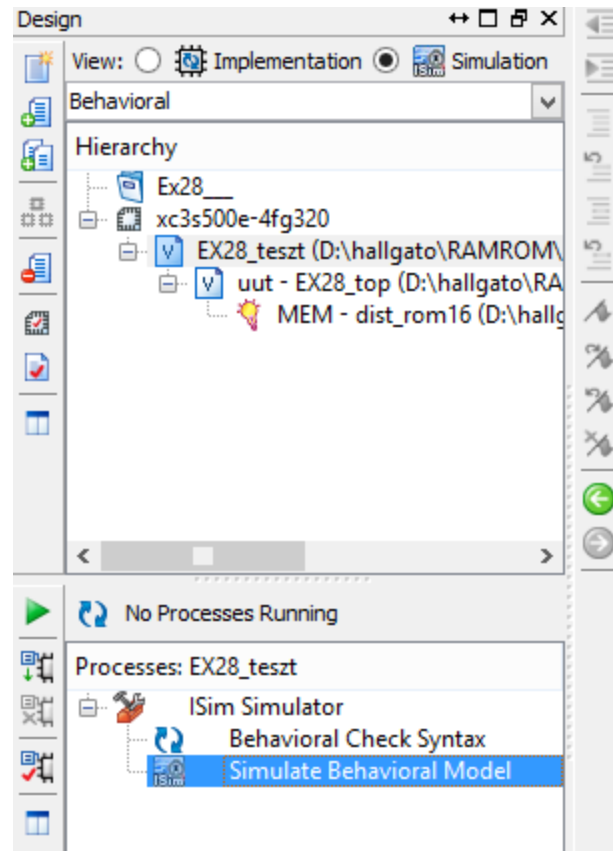 Design
View: Implementation Simulation
Behavioral
Hierarchy
Ex28___
xc3s500e-4fg320
EX28_teszt (D:\hallgato\RAMROM\
uut - EX28_top (D:\hallgato\RA
MEM - dist_rom16 (D:\hallg
No Processes Running
Processes: EX28_teszt
ISim Simulator
Behavioral Check Syntax
Simulate Behavioral Model